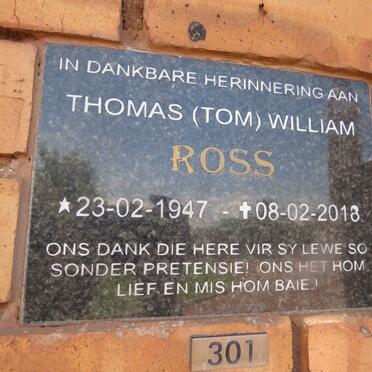 IN DANKBARE HERINNERING AAN
THOMAS (TOM) WILLIAM
ROSS
★23-02-1947 - ✝08-02-2018
ONS DANK DIE HERE VIR SY LEWE SO
SONDER PRETENSIE! ONS HET HOM
LIEF EN MIS HOM BAIE!
301